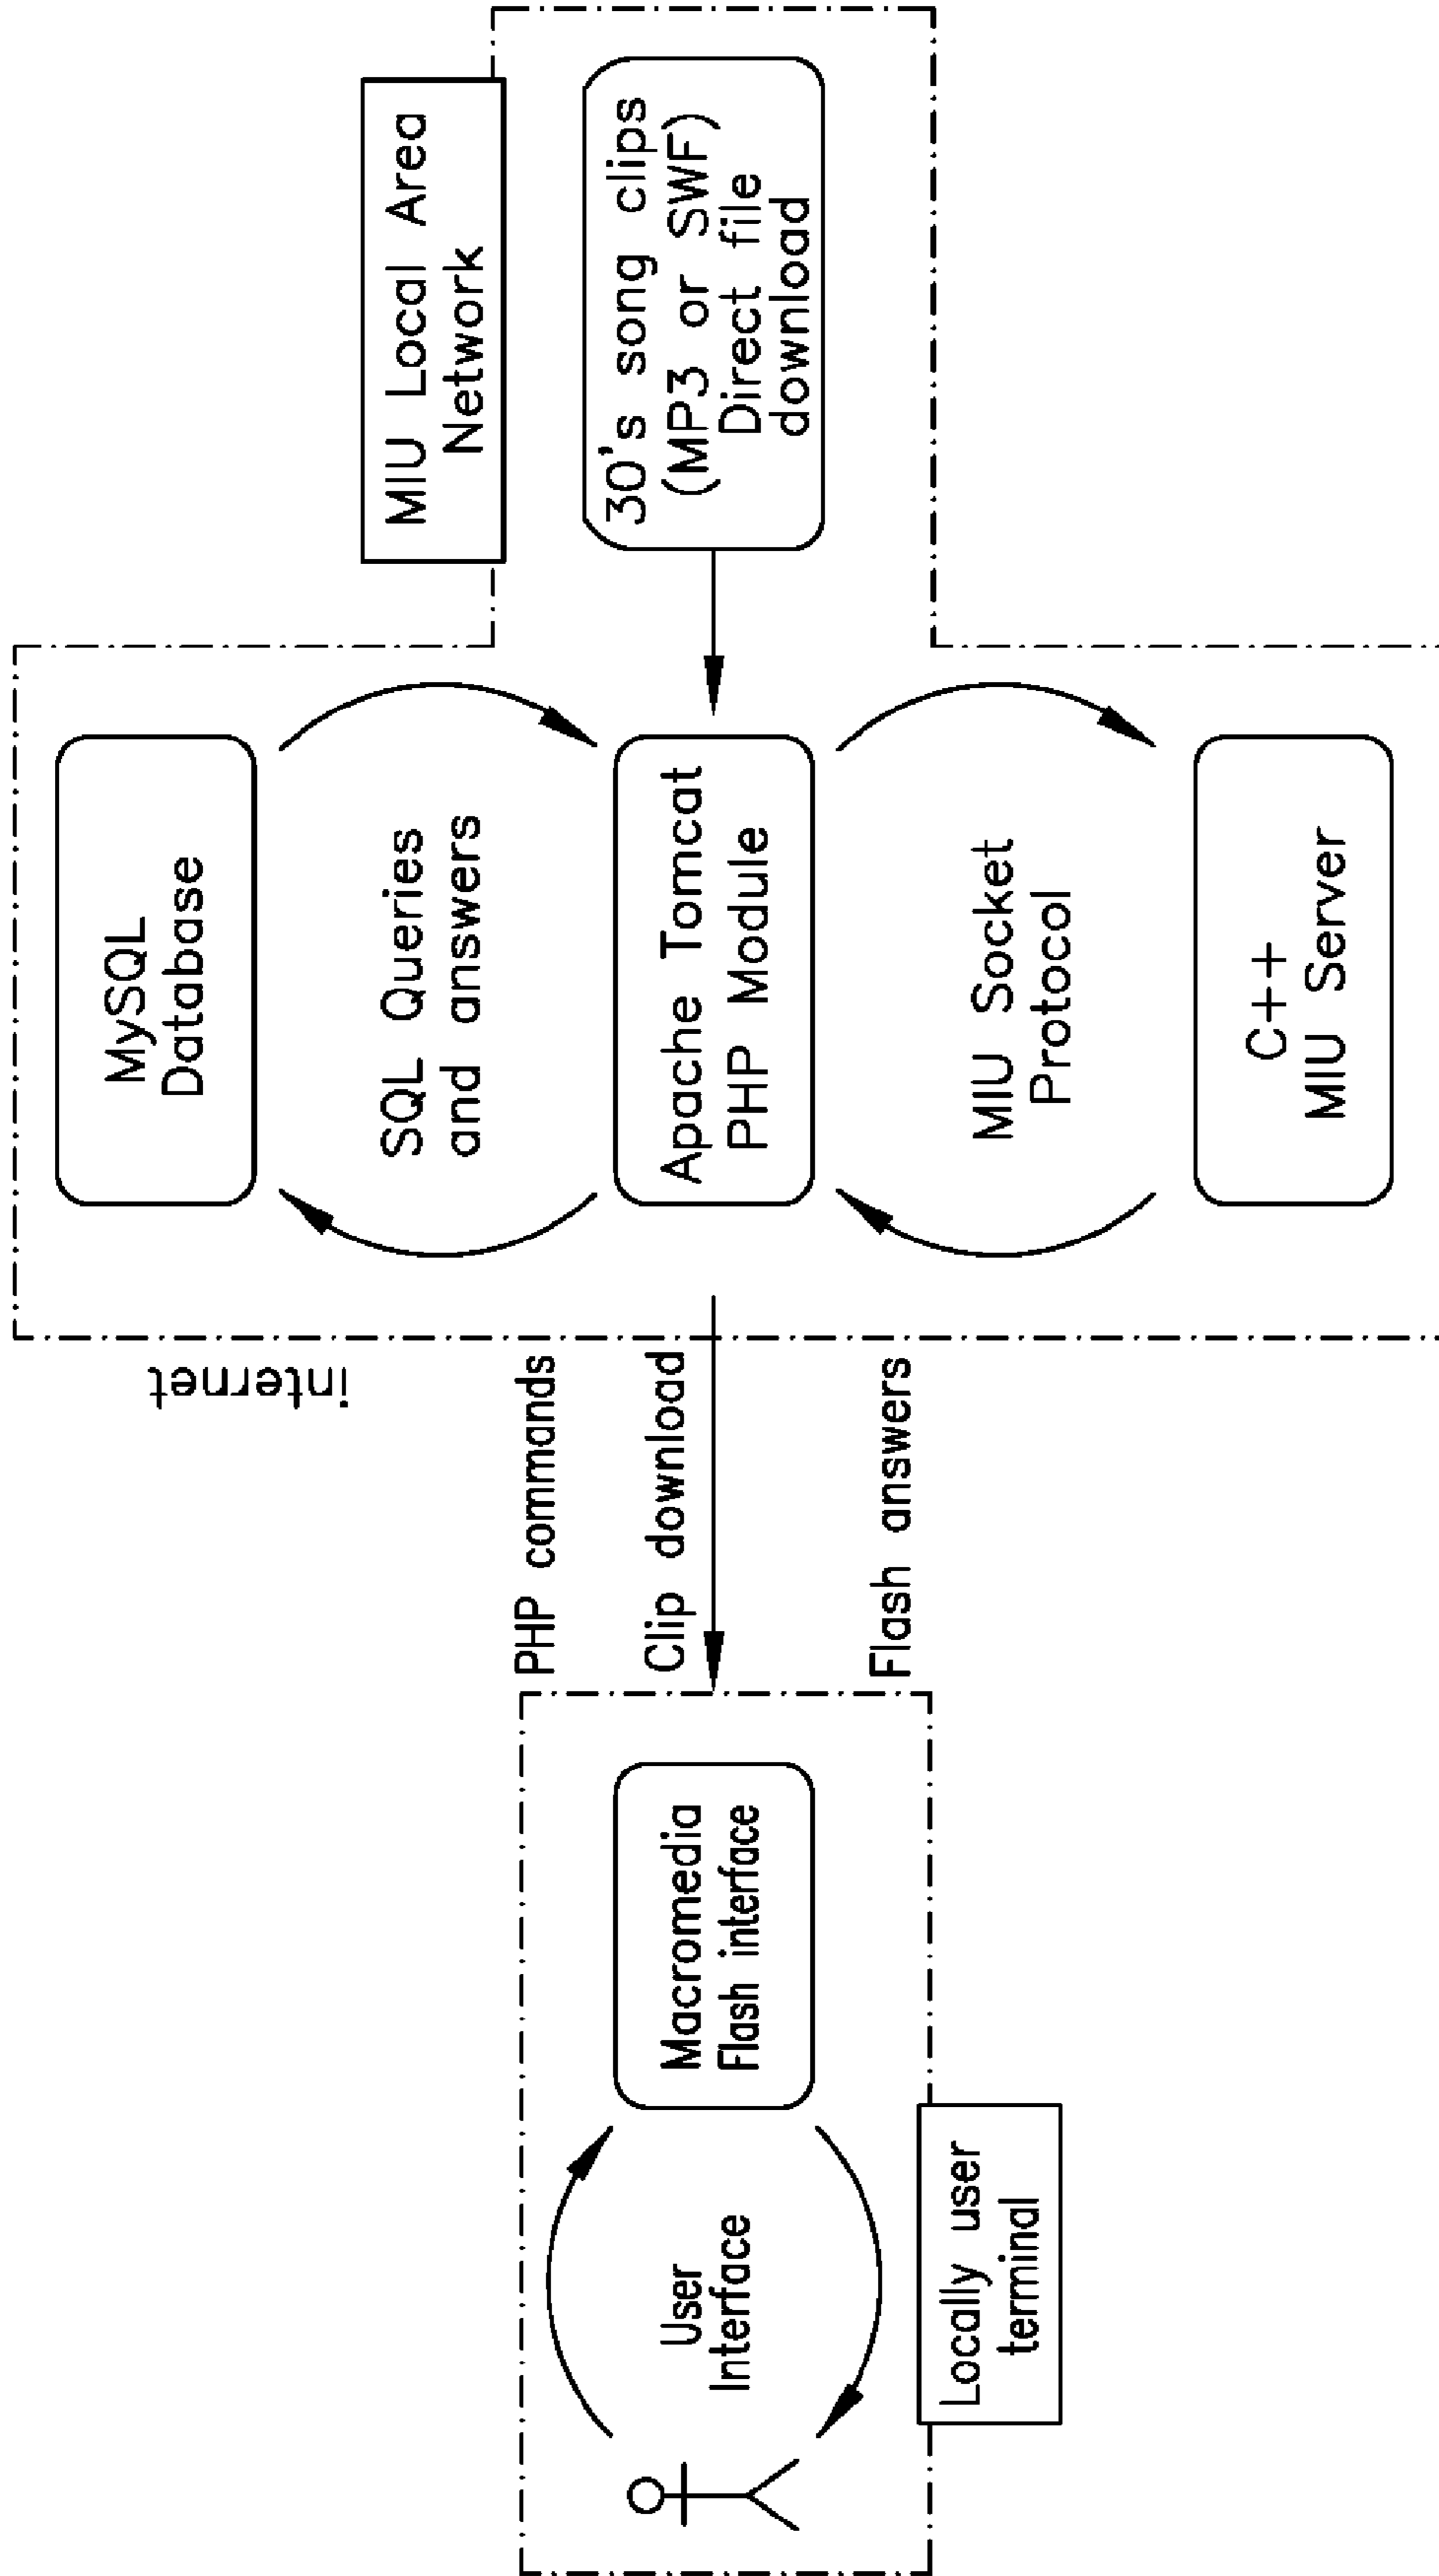 MySQL
Database
SQL Queries
and answers
Apache Tomcat
PHP Module
MIU Socket
Protocol
C++
MIU Server
MIU Local Area
Network
30's song clips
(MP3 or SWF)
Direct file
download
internet
PHP commands
Clip download
Flash answers
Macromedia
Flash interface
User
Interface
Locally user
terminal